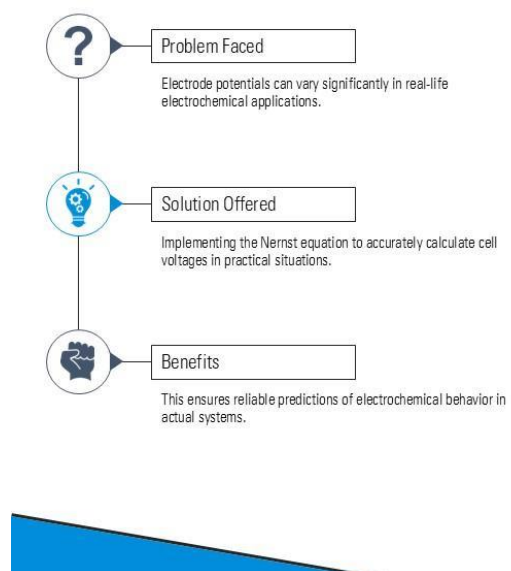 ?
Problem Faced
Electrode potentials can vary significantly in real-life
electrochemical applications.
Solution Offered
Implementing the Nernst equation to accurately calculate cell
voltages in practical situations.
Benefits
This ensures reliable predictions of electrochemical behavior in
actual systems.